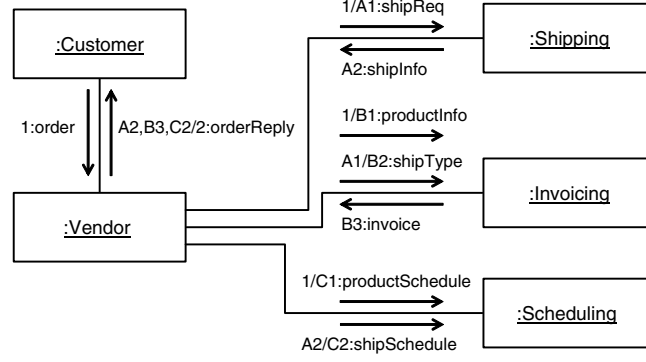 1/A1:shipReq
:Customer
:Shipping
A2:shipInfo
1:order
A2,B3,C2/2:orderReply
1/B1:productInfo
A1/B2:shipType
:Vendor
:Invoicing
B3:invoice
1/C1:productSchedule
:Scheduling
A2/C2:shipSchedule